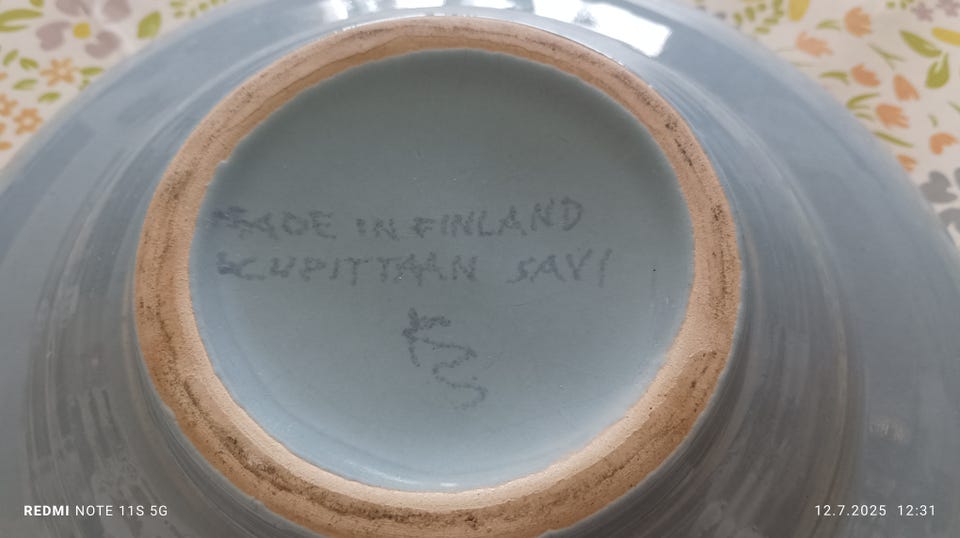 MADE IN FINLAND
KUPITTAAN SAVI
REDMI NOTE 11S 5G
12.7.2025 12:31